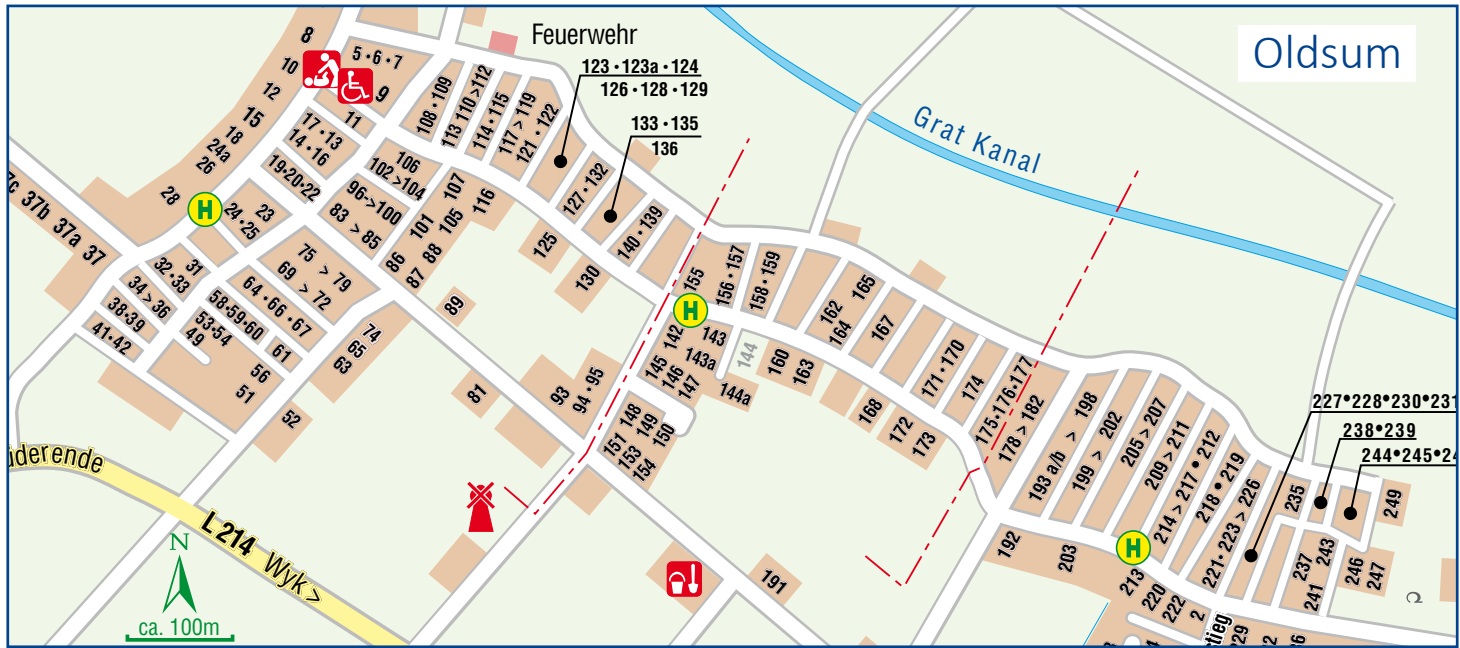 Oldsum
Feuerwehr
123 • 123a • 124
126 • 128 • 129
133 • 135
136
Grat Kanal
8
10
12
15
18
24a
26
28
5 • 6 • 7
9
11
17 • 13
14 • 16
19•20•22
23
24 • 25
108 • 109
113 110 > 112
114 • 115
117 > 119
121 • 122
127 • 132
140 • 139
106
102 > 104
96->100
83 > 85
107
101
105
116
86
87
88
89
125
130
H
7c 37b 37a 37
31
32 • 33
34 > 36
38•39
41 • 42
75 > 79
69 > 72
64 • 66 • 67
58•59•60
53•54
49
61
56
51
52
74
65
63
81
93
94 • 95
155
156 • 157
158 • 159
H
142
143
143a
144
144a
145
146
147
148
149
150
151
153
154
160
163
162
164
165
167
168
172
173
171 • 170
174
175•176•177
178 > 182
193 a/h > 198
199 > 202
205 > 207
209 > 211
214 > 217 • 212
218 • 219
221 • 223 > 226
227•228•230•231
238•239
244•245•24
235
249
237
241
243
246
247
192
203
H
213
220
222
2
stieg
229
191
üderende
L 214 Wyk >
N
ca. 100m